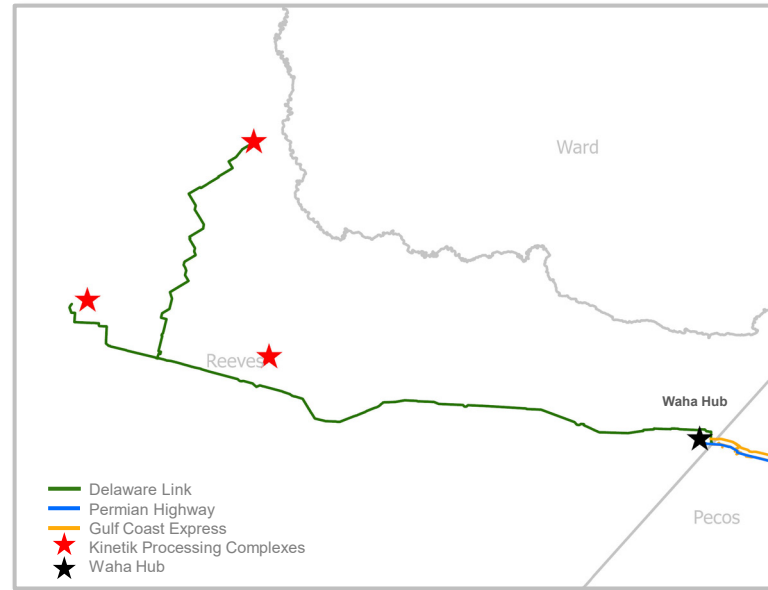 Ward
Reeves
Waha Hub
Pecos
Delaware Link
Permian Highway
Gulf Coast Express
Kinetik Processing Complexes
Waha Hub